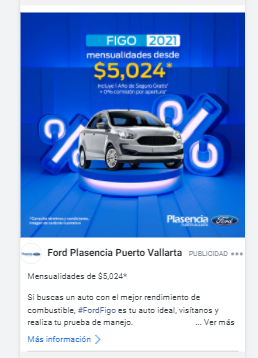 FIGO 2021
mensualidades desde
$5,024*
Incluye 1 Año de Seguro Gratis*
+ 0% comisión por apertura*
*Consulta términos y condiciones.
Imagen de carácter ilustrativo
Plasencia
Ford
Ford Plasencia Puerto Vallarta PUBLICIDAD
Mensualidades de $5,024*
Si buscas un auto con el mejor rendimiento de
combustible, #FordFigo es tu auto ideal, visítanos y
realiza tu prueba de manejo. ... Ver más
Más información